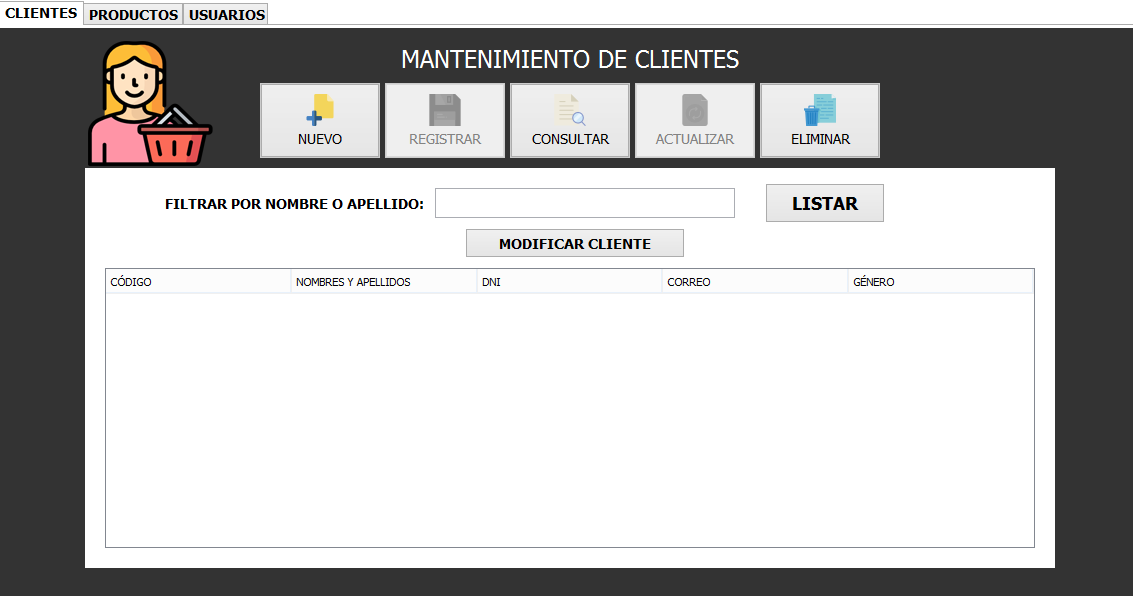 CLIENTES PRODUCTOS USUARIOS
MANTENIMIENTO DE CLIENTES
NUEVO REGISTRAR CONSULTAR ACTUALIZAR ELIMINAR
FILTRAR POR NOMBRE O APELLIDO: LISTAR
MODIFICAR CLIENTE
CÓDIGO NOMBRES Y APELLIDOS DNI CORREO GÉNERO